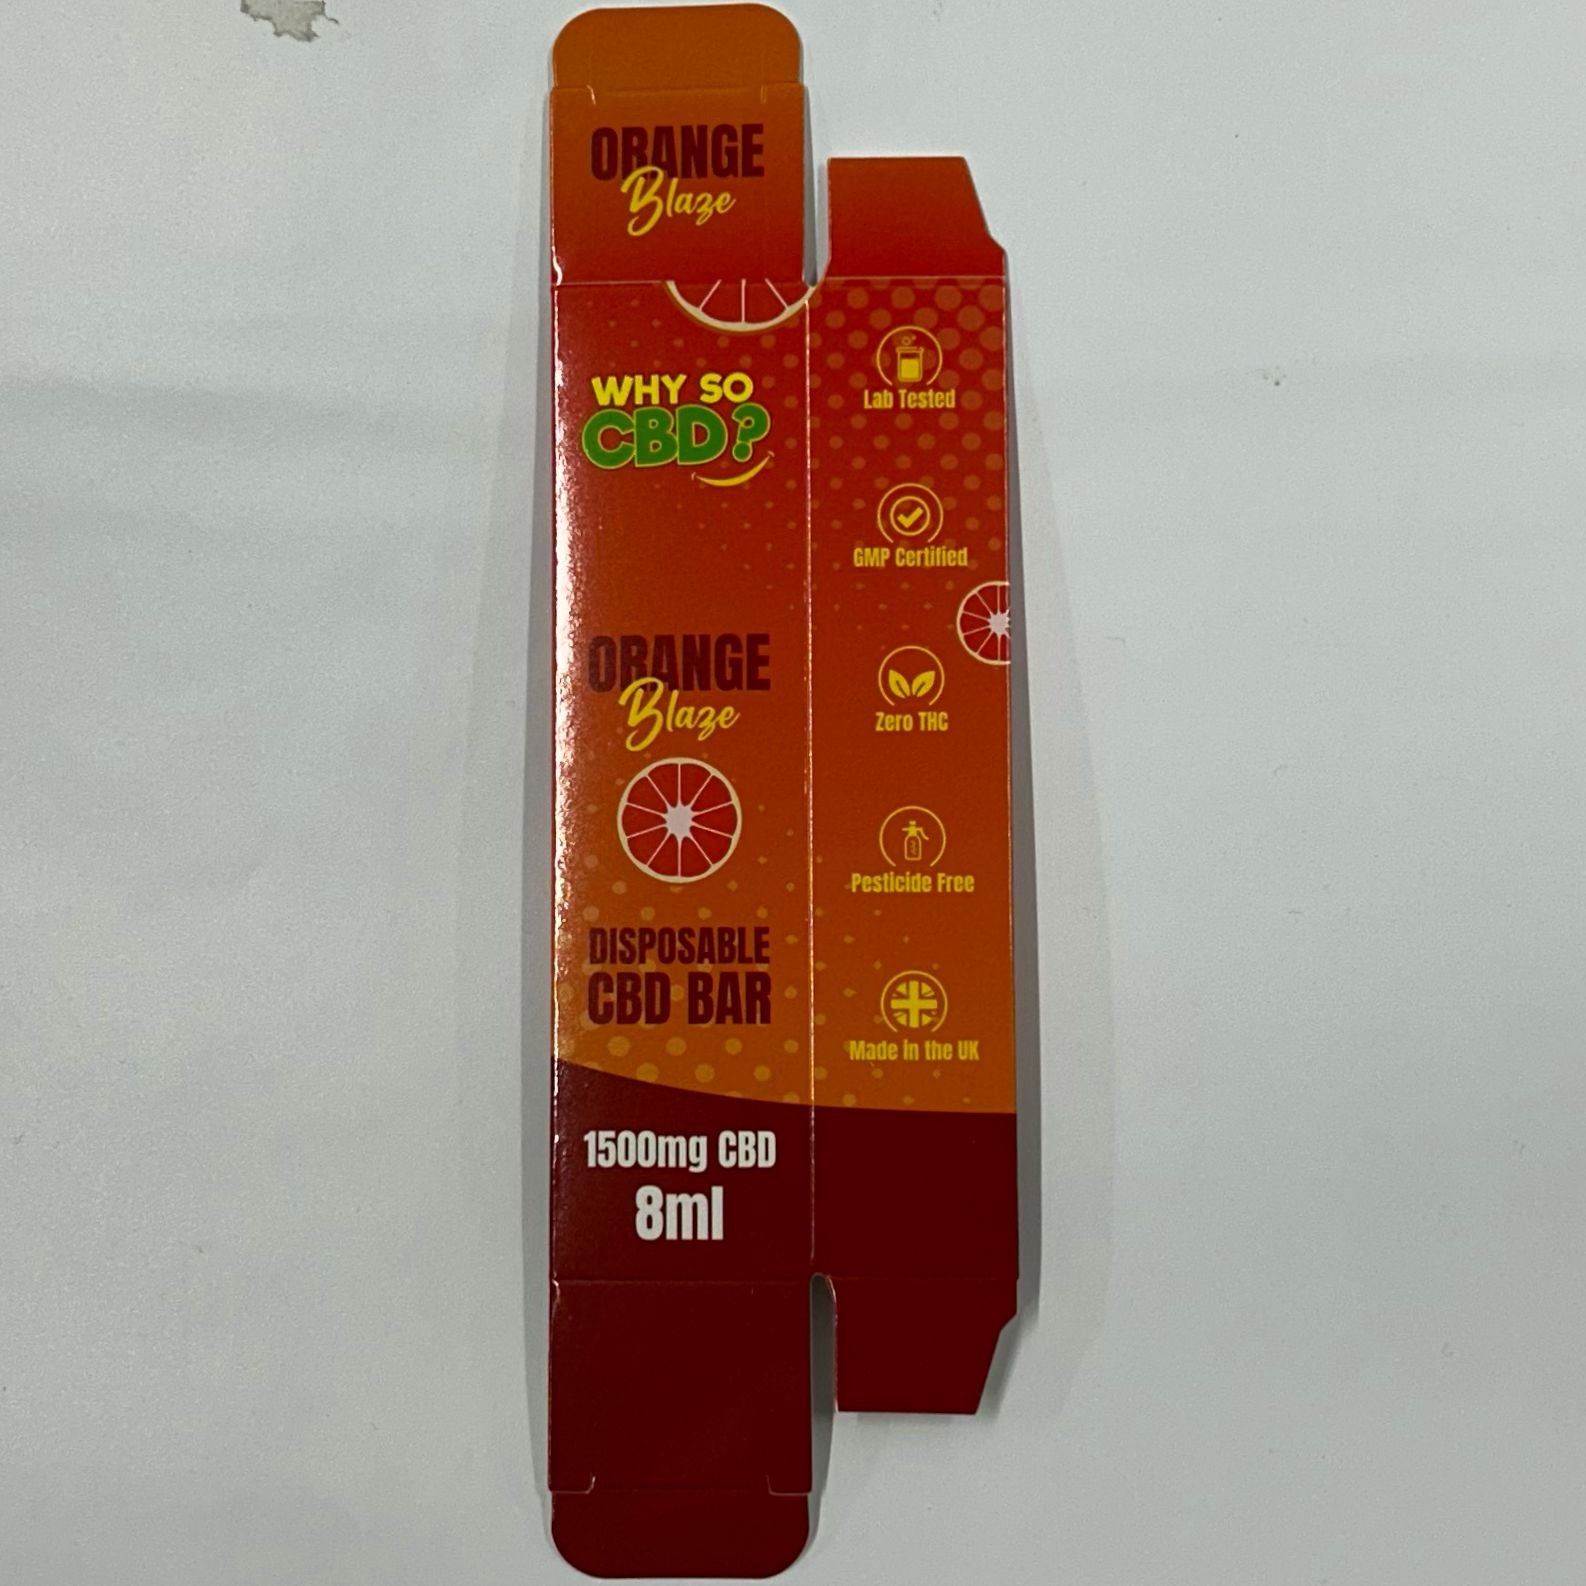 ORANGE
Blaze
WHY SO
CBD?
ORANGE
Blaze
DISPOSABLE
CBD BAR
1500mg CBD
8ml
Lab Tested
GMP Certified
Zero THC
Pesticide Free
Made in the UK